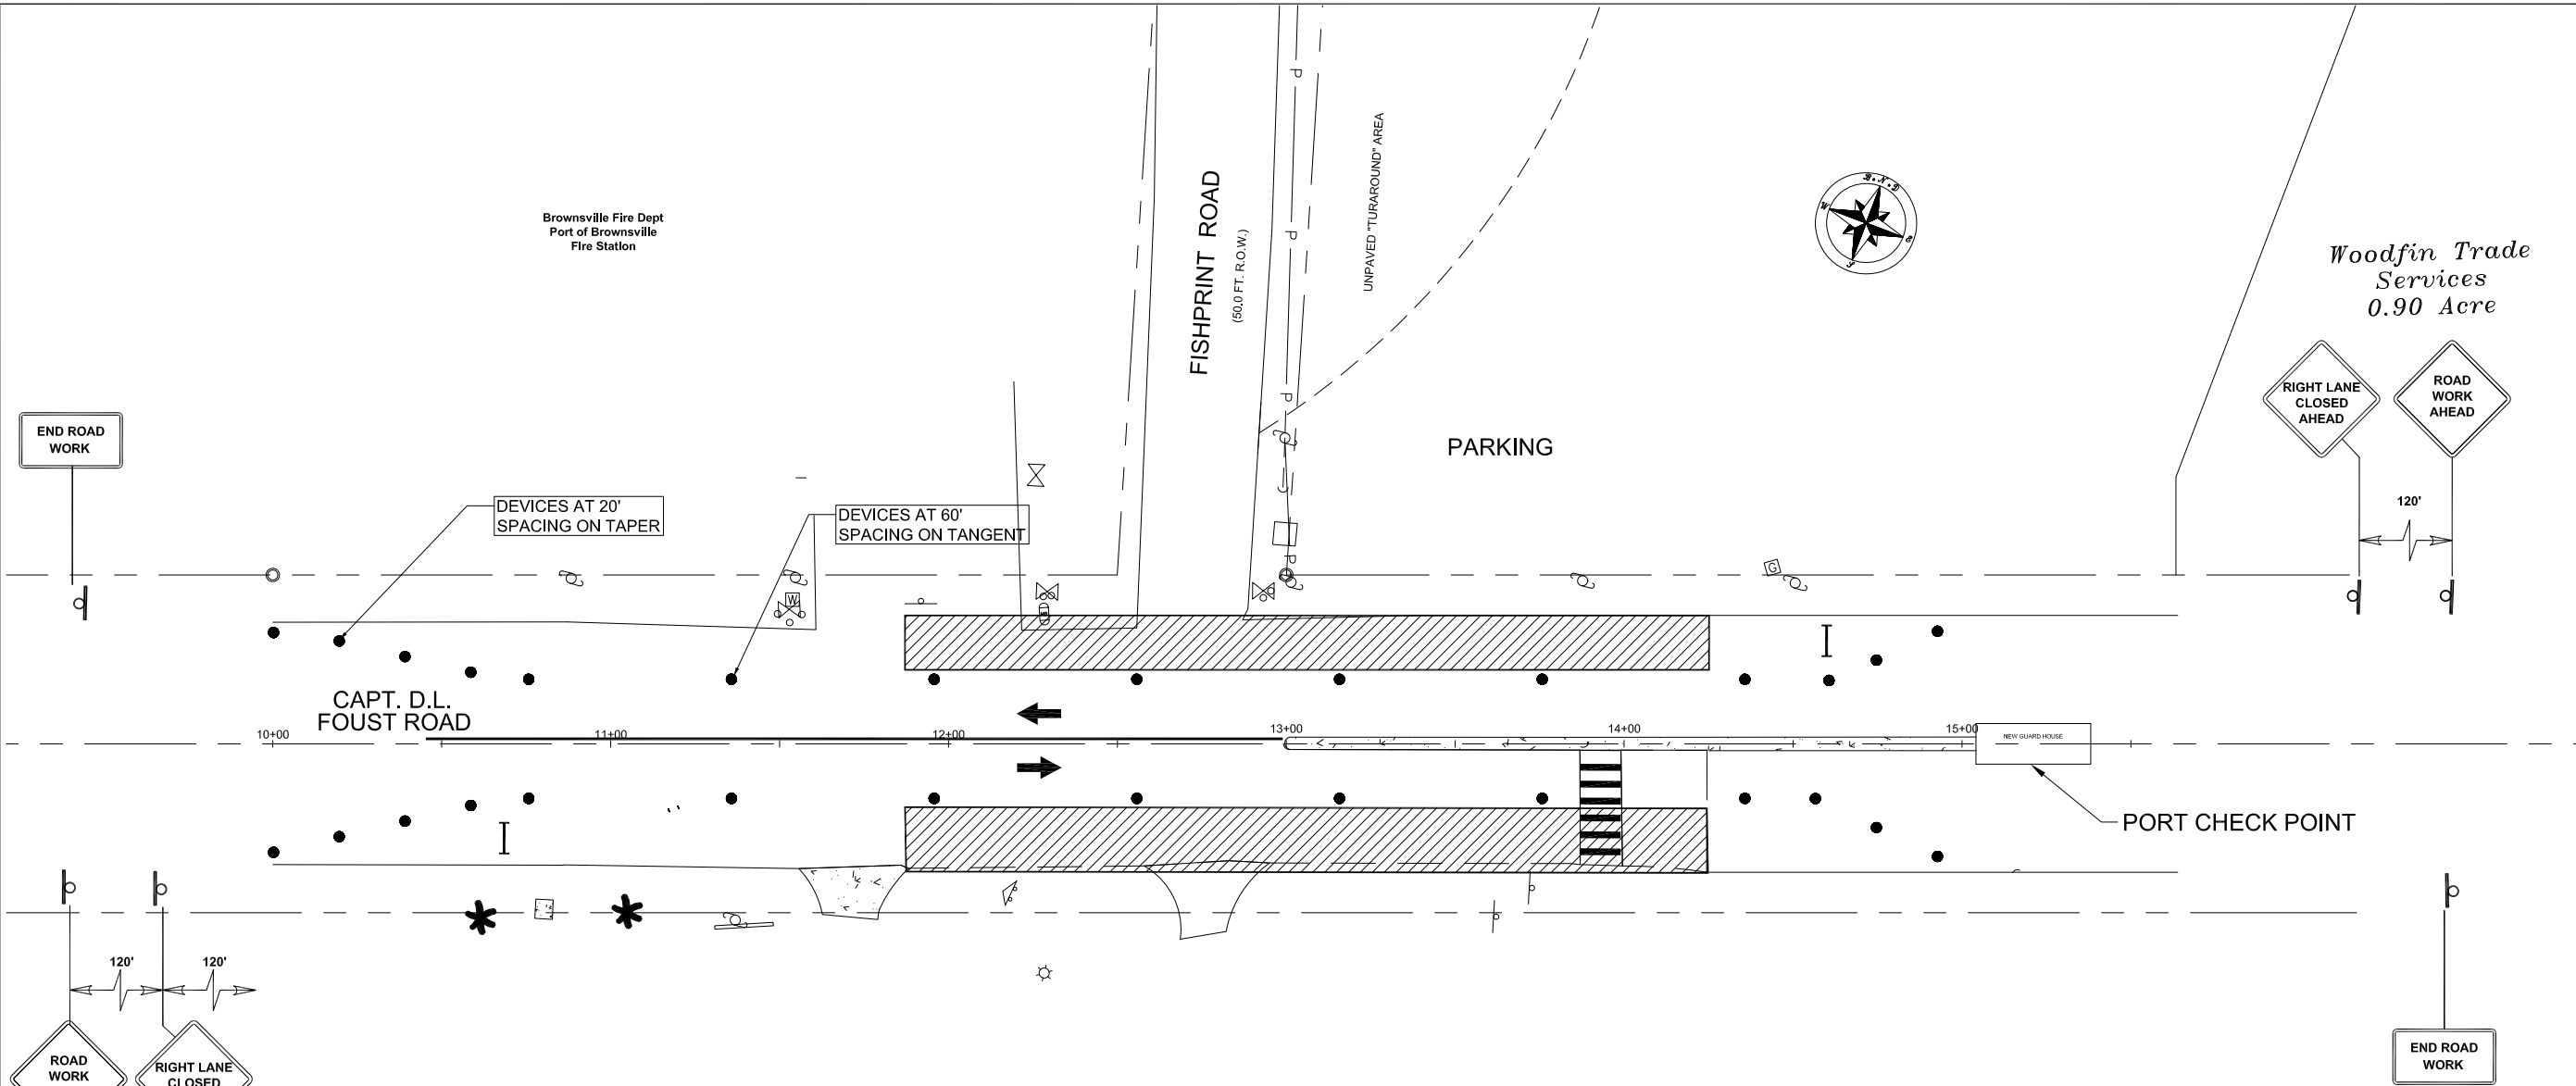 Brownsville Fire Dept
Port of Brownsville
Fire Station
FISHPRINT ROAD
(50.0 FT. R.O.W.)
P
P
P
P
UNPAVED "TURAROUND" AREA
B.N.D
W
Woodfin Trade
Services
0.90 Acre
RIGHT LANE
CLOSED
AHEAD
ROAD
WORK
AHEAD
120'
END ROAD
WORK
PARKING
DEVICES AT 20'
SPACING ON TAPER
DEVICES AT 60'
SPACING ON TANGENT
W
G
CAPT. D.L.
FOUST ROAD
10+00
11+00
12+00
13+00
14+00
15+00
NEW GUARD HOUSE
PORT CHECK POINT
120'
120'
ROAD
WORK
RIGHT LANE
CLOSED
END ROAD
WORK